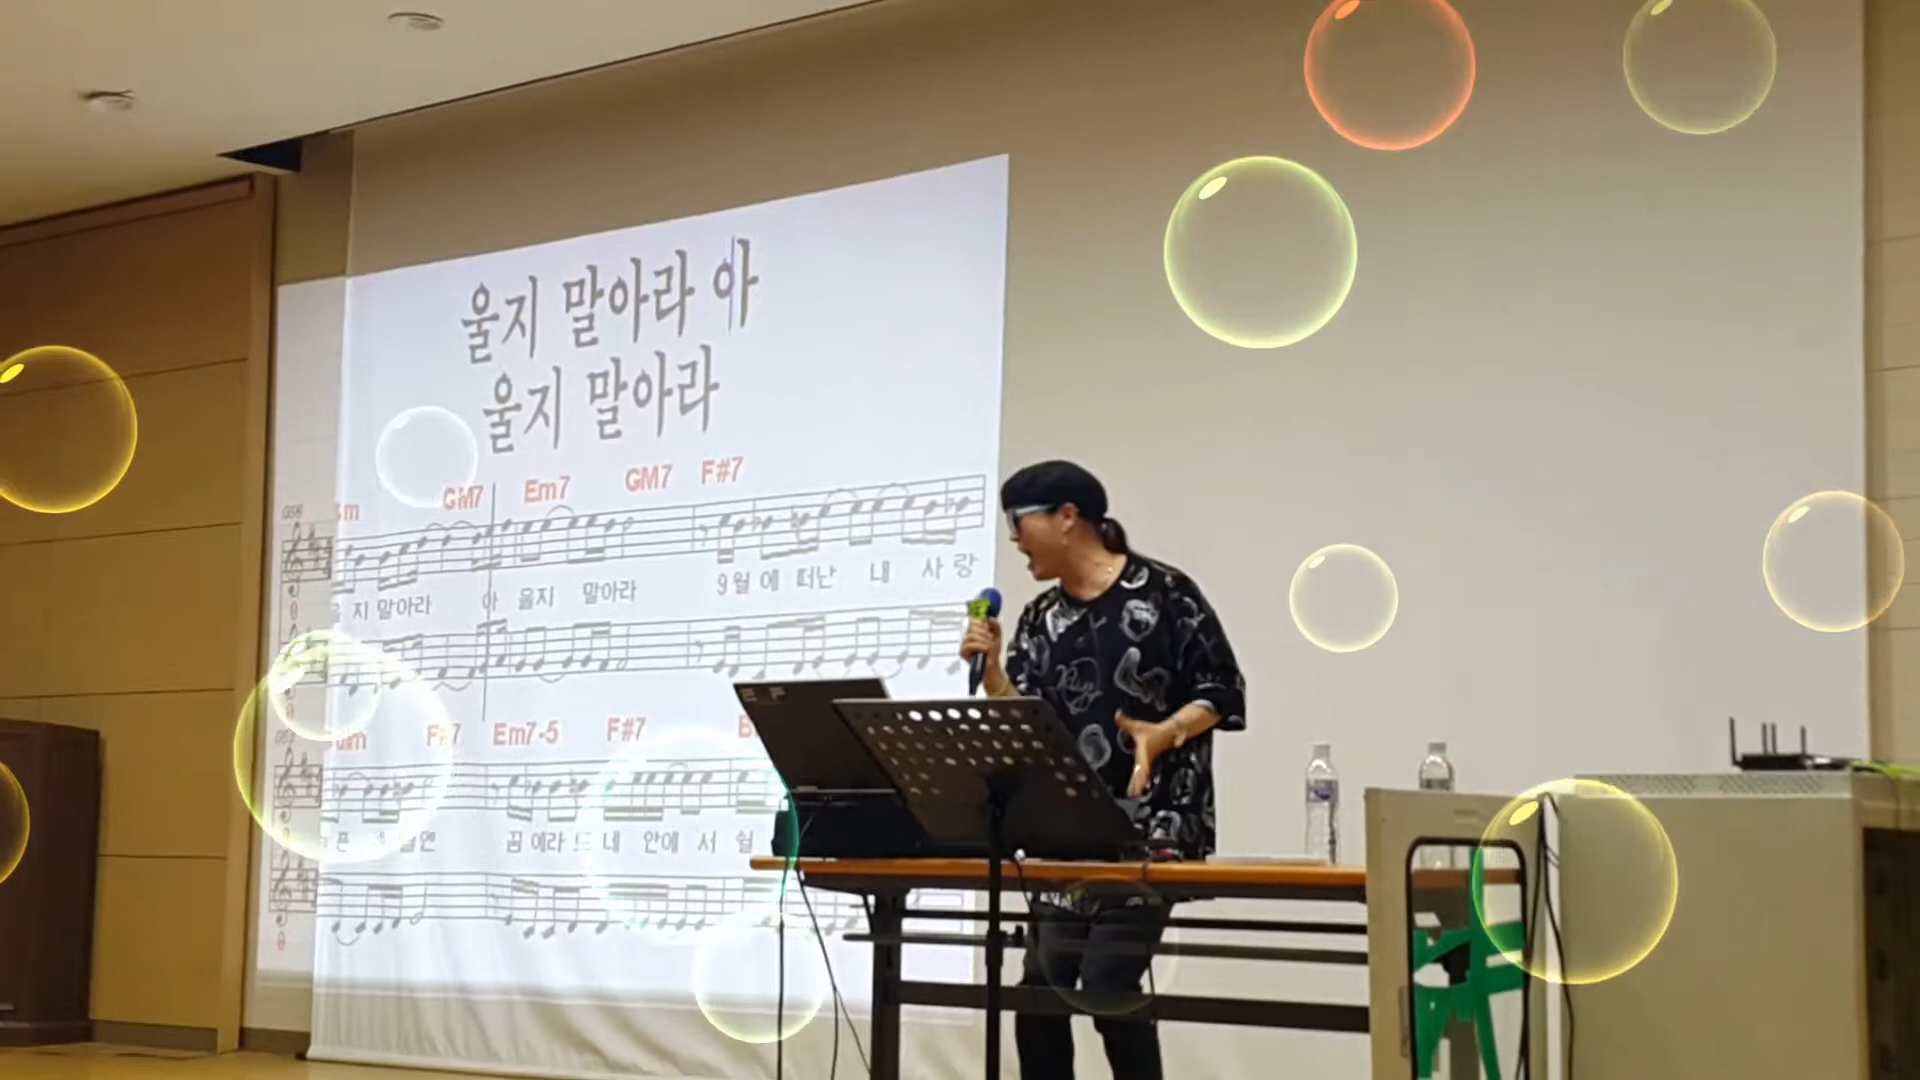 울지 말아라 아
울지 말아라
GM7 Em7 GM7 F#7
지 말아라 아 울지 말아라 9월에 떠난 내 사랑
F#7 Em7-5 F#7
꿈에라도 네 안에서 쉴